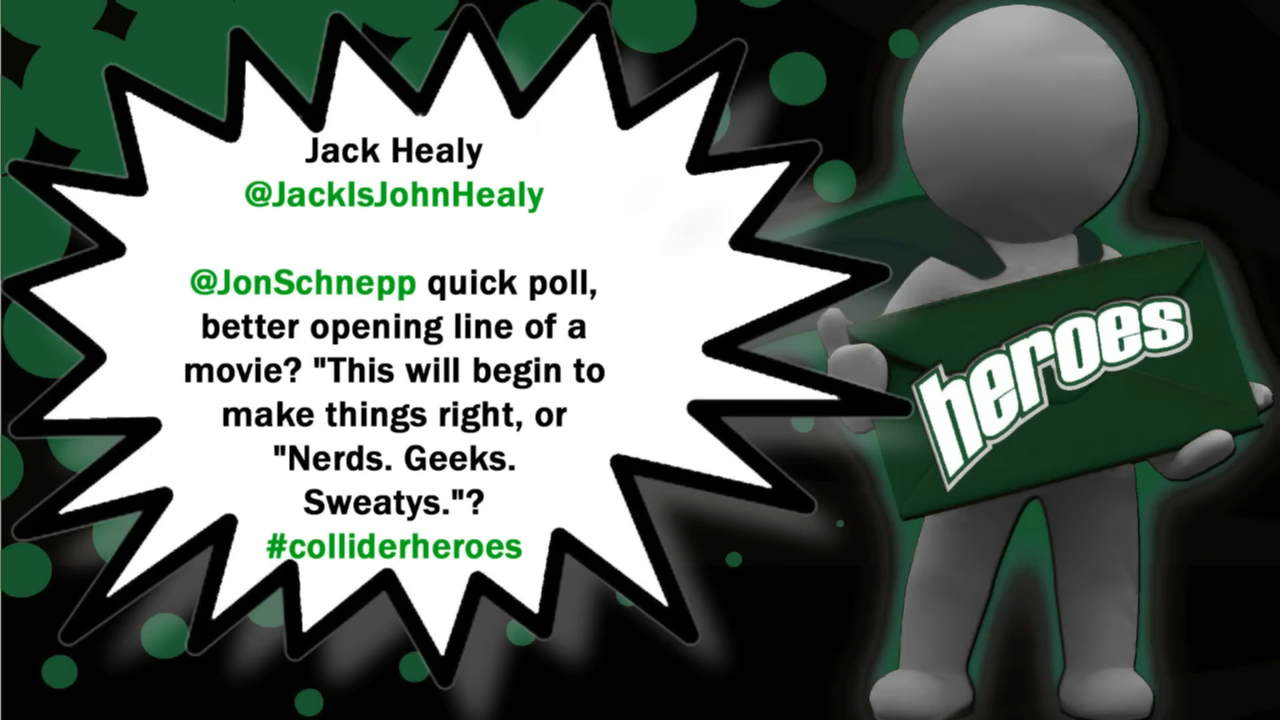 Jack Healy
@JackIsJohnHealy
@JonSchnepp quick poll,
better opening line of a
movie? "This will begin to
make things right, or
"Nerds. Geeks.
Sweatys."?
#colliderheroes
heroes